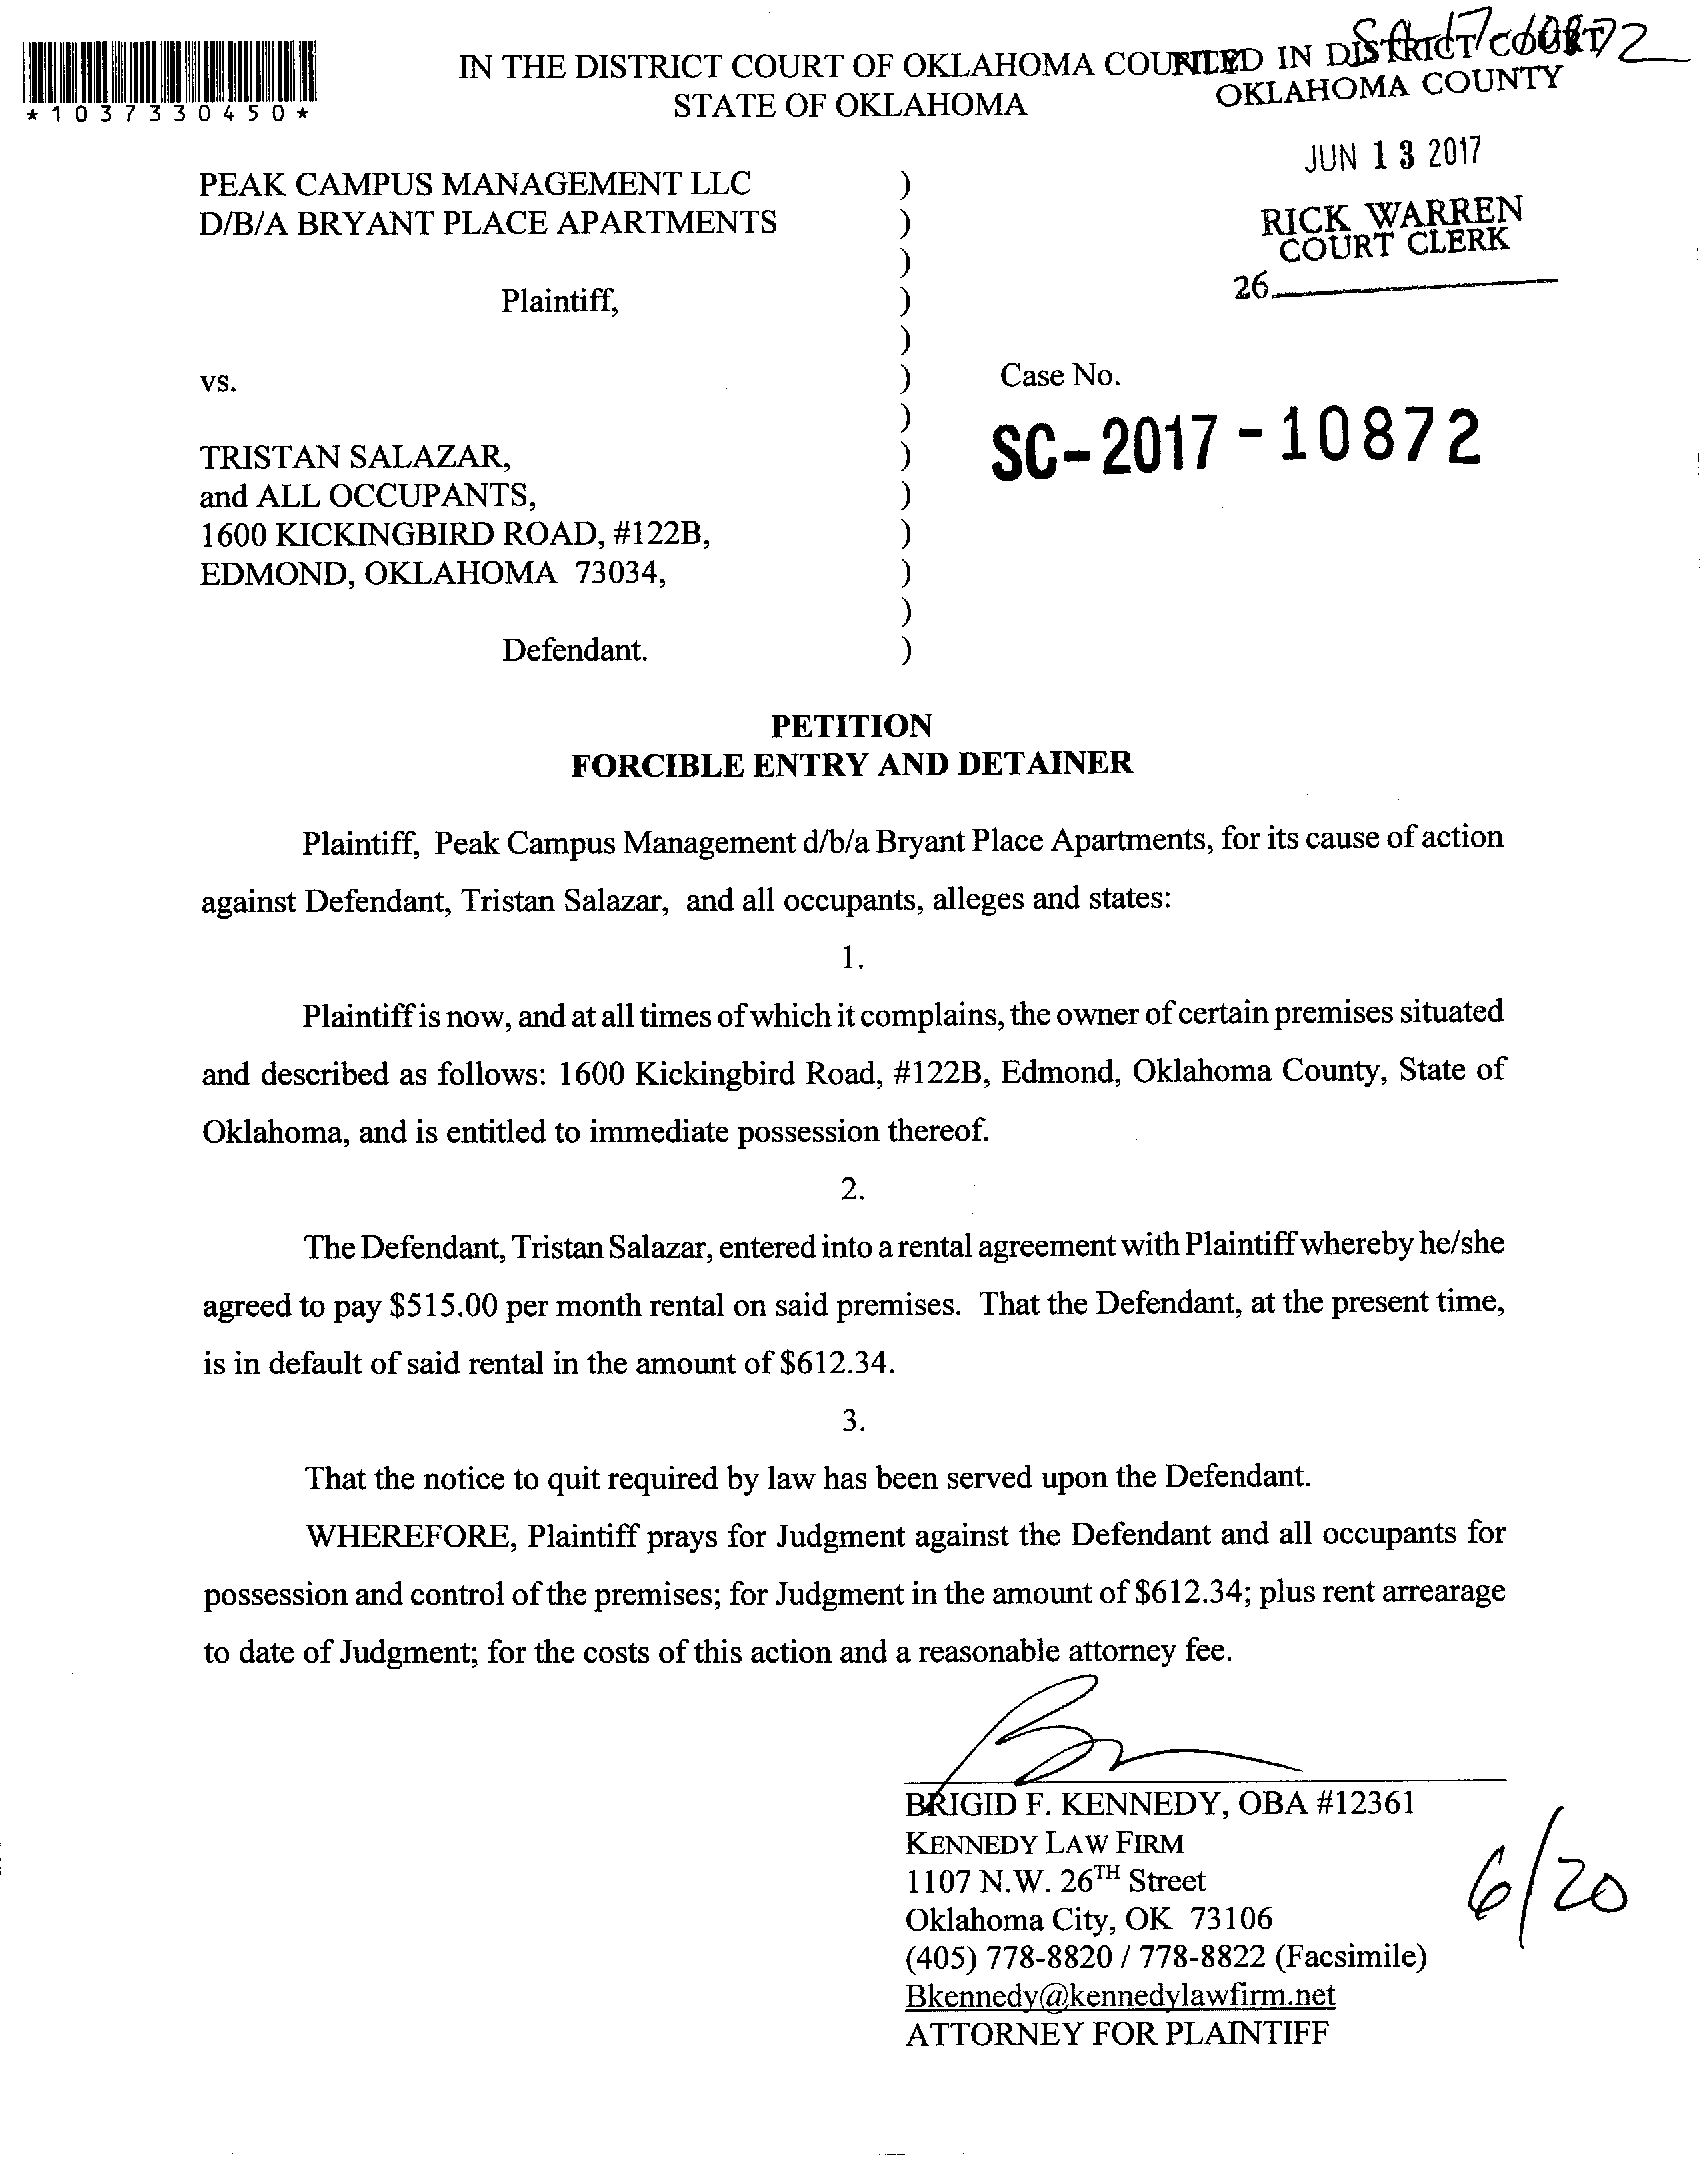 SC-17-10872
IN THE DISTRICT COURT OF OKLAHOMA COUNTY
STATE OF OKLAHOMA
FILED IN DISTRICT COURT
OKLAHOMA COUNTY
*1037330450*
JUN 13 2017
RICK WARREN
COURT CLERK
26
PEAK CAMPUS MANAGEMENT LLC )
D/B/A BRYANT PLACE APARTMENTS )
)
Plaintiff, )
)
vs. ) Case No.
)
SC-2017-10872
TRISTAN SALAZAR, )
and ALL OCCUPANTS, )
1600 KICKINGBIRD ROAD, #122B, )
EDMOND, OKLAHOMA 73034, )
)
Defendant. )
PETITION
FORCIBLE ENTRY AND DETAINER
Plaintiff, Peak Campus Management d/b/a Bryant Place Apartments, for its cause of action
against Defendant, Tristan Salazar, and all occupants, alleges and states:
1.
Plaintiff is now, and at all times of which it complains, the owner of certain premises situated
and described as follows: 1600 Kickingbird Road, #122B, Edmond, Oklahoma County, State of
Oklahoma, and is entitled to immediate possession thereof.
2.
The Defendant, Tristan Salazar, entered into a rental agreement with Plaintiff whereby he/she
agreed to pay $515.00 per month rental on said premises. That the Defendant, at the present time,
is in default of said rental in the amount of $612.34.
3.
That the notice to quit required by law has been served upon the Defendant.
WHEREFORE, Plaintiff prays for Judgment against the Defendant and all occupants for
possession and control of the premises; for Judgment in the amount of $612.34; plus rent arrearage
to date of Judgment; for the costs of this action and a reasonable attorney fee.
BRIGID F. KENNEDY, OBA #12361
KENNEDY LAW FIRM
1107 N.W. 26TH Street
Oklahoma City, OK 73106
(405) 778-8820 / 778-8822 (Facsimile)
Bkennedy@kennedylawfirm.net
ATTORNEY FOR PLAINTIFF
6/20